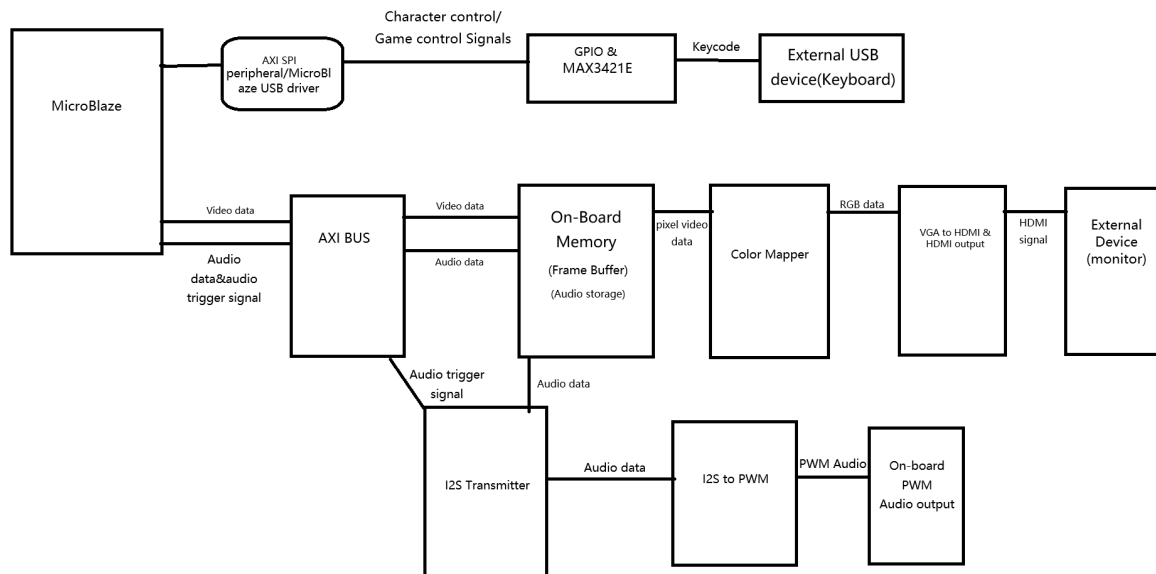 Character control/
Game control Signals
MicroBlaze
AXI SPI
peripheral/MicroBl
aze USB driver
GPIO &
MAX3421E
Keycode
External USB
device(Keyboard)
Video data
Audio
data&audio
trigger signal
AXI BUS
Video data
Audio data
On-Board
Memory
(Frame Buffer)
(Audio storage)
pixel video
data
Color Mapper
RGB data
VGA to HDMI &
HDMI output
HDMI
signal
External
Device
(monitor)
Audio trigger
signal
Audio data
I2S Transmitter
Audio data
I2S to PWM
PWM Audio
On-board
PWM
Audio output